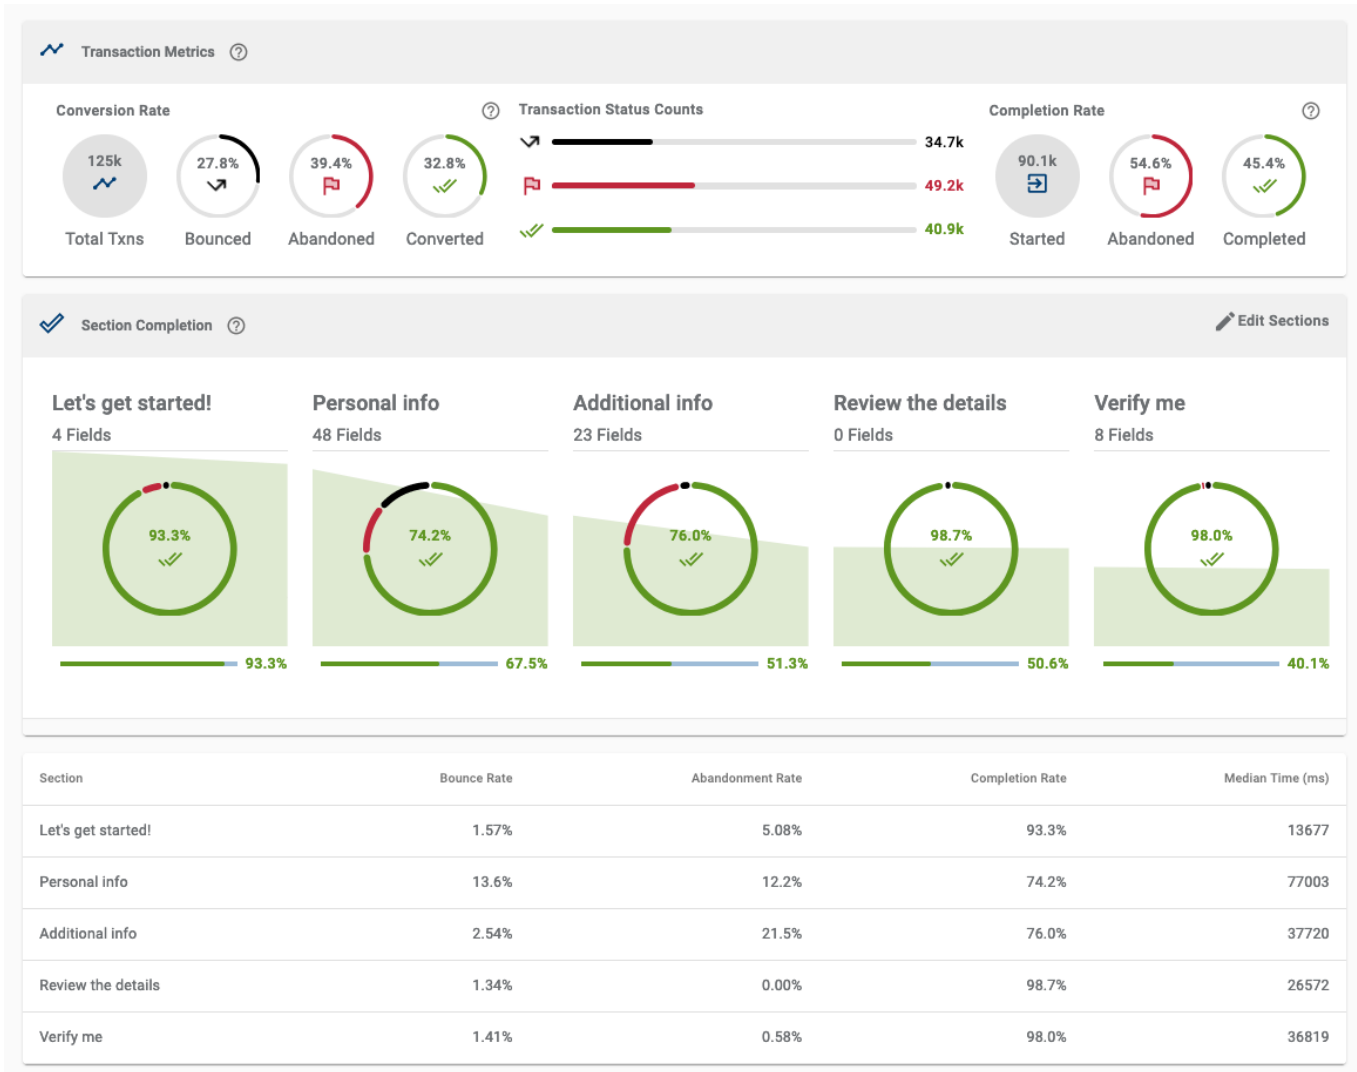 Transaction Metrics ?
Conversion Rate ?
125k
Total Txns
27.8%
Bounced
39.4%
Abandoned
32.8%
Converted
Transaction Status Counts
34.7k
49.2k
40.9k
Completion Rate ?
90.1k
Started
54.6%
Abandoned
45.4%
Completed
Section Completion ?
Edit Sections
Let's get started!
4 Fields
93.3%
93.3%
Personal info
48 Fields
74.2%
67.5%
Additional info
23 Fields
76.0%
51.3%
Review the details
0 Fields
98.7%
50.6%
Verify me
8 Fields
98.0%
40.1%
Section Bounce Rate Abandonment Rate Completion Rate Median Time (ms)
Let's get started! 1.57% 5.08% 93.3% 13677
Personal info 13.6% 12.2% 74.2% 77003
Additional info 2.54% 21.5% 76.0% 37720
Review the details 1.34% 0.00% 98.7% 26572
Verify me 1.41% 0.58% 98.0% 36819